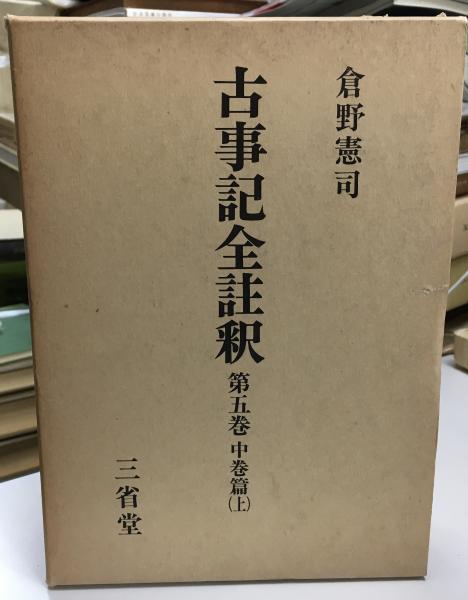 倉野憲司
古事記全註釈 第五巻 中巻篇(上)
三省堂